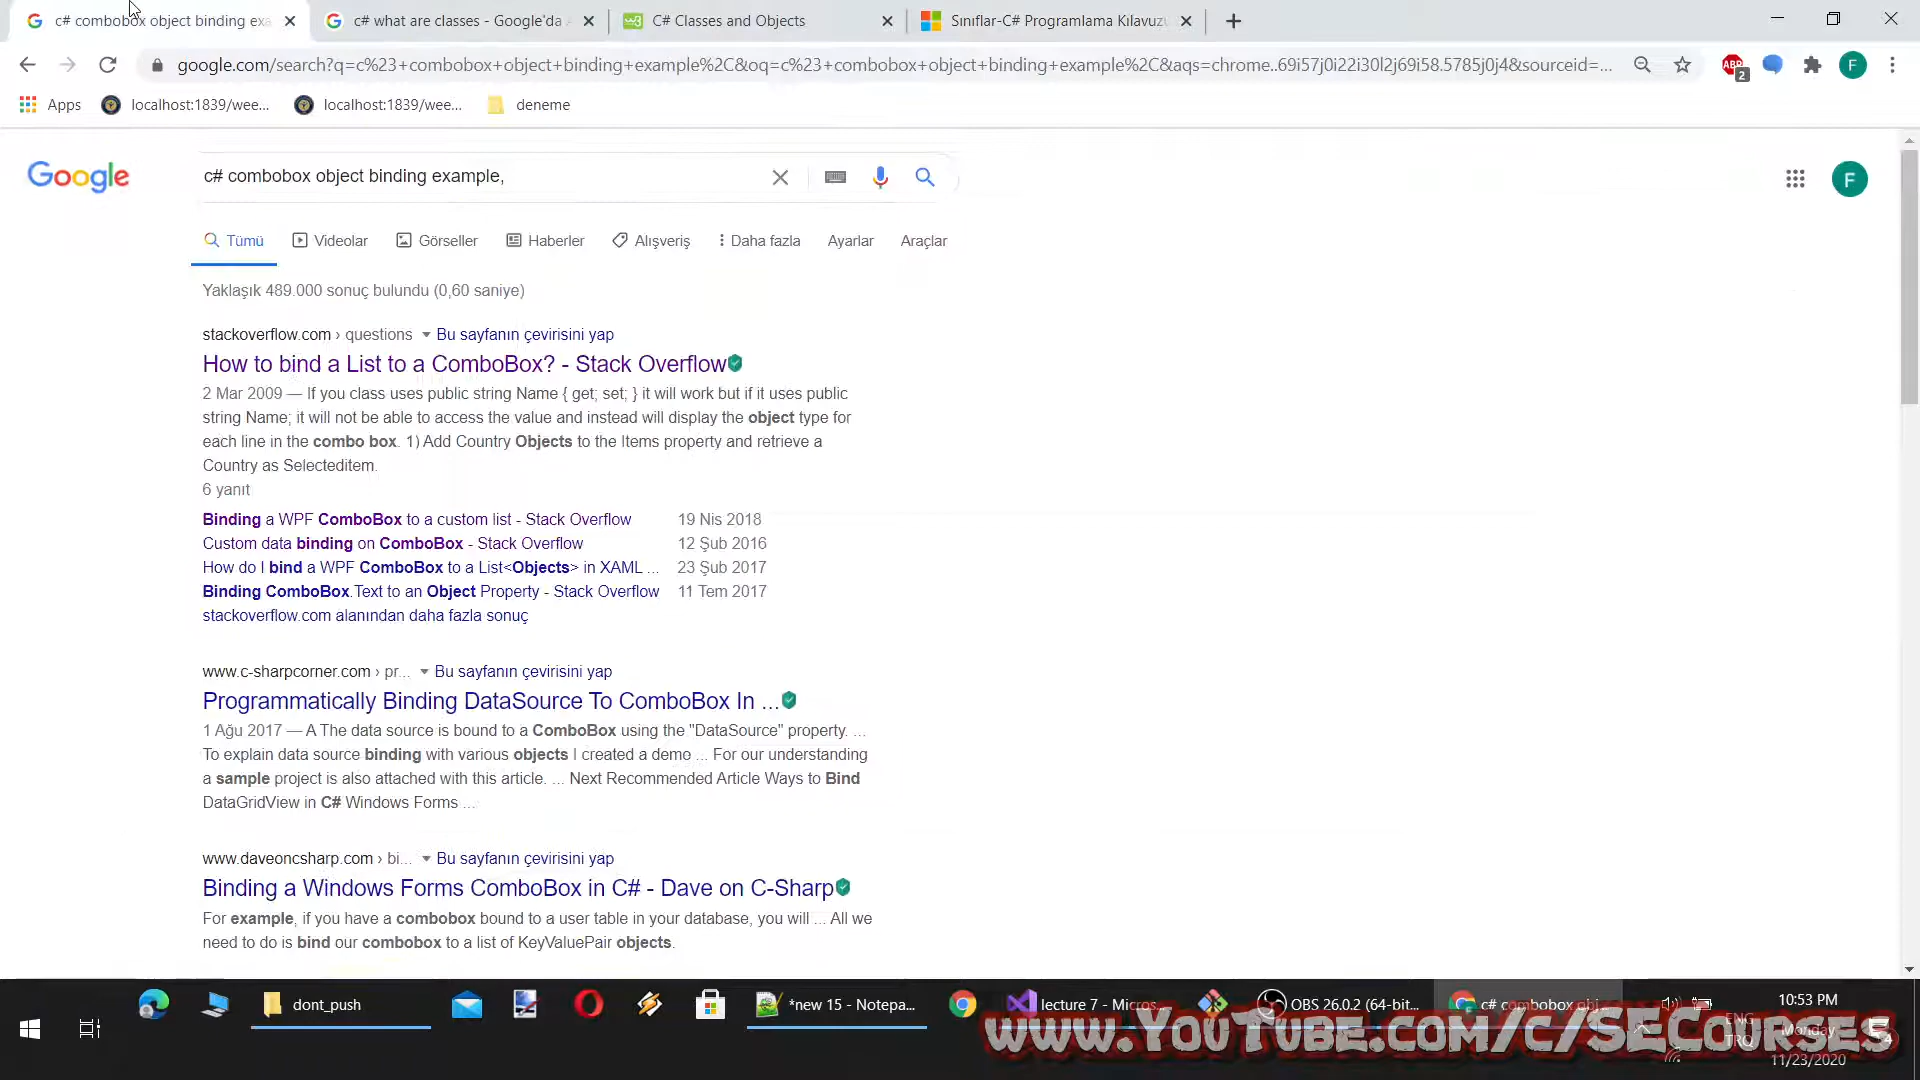 c# combobox object binding exa
c# what are classes - Google'da A
C# Classes and Objects
Sınıflar-C# Programlama Kılavuzu
google.com/search?q=c%23+combobox+object+binding+example%2C&oq=c%23+combobox+object+binding+example%2C&aqs=chrome..69i57j0i22i30l2j69i58.5785j0j4&sourceid=...
ABP
2
F
Apps
localhost:1839/wee...
localhost:1839/wee...
deneme
Google
c# combobox object binding example,
F
Tümü
Videolar
Görseller
Haberler
Alışveriş
Daha fazla
Ayarlar
Araçlar
Yaklaşık 489.000 sonuç bulundu (0,60 saniye)
stackoverflow.com › questions
Bu sayfanın çevirisini yap
How to bind a List to a ComboBox? - Stack Overflow
2 Mar 2009 — If you class uses public string Name { get; set; } it will work but if it uses public
string Name; it will not be able to access the value and instead will display the object type for
each line in the combo box. 1) Add Country Objects to the Items property and retrieve a
Country as Selecteditem.
6 yanıt
Binding a WPF ComboBox to a custom list - Stack Overflow 19 Nis 2018
Custom data binding on ComboBox - Stack Overflow 12 Şub 2016
How do I bind a WPF ComboBox to a List<Objects> in XAML ... 23 Şub 2017
Binding ComboBox.Text to an Object Property - Stack Overflow 11 Tem 2017
stackoverflow.com alanından daha fazla sonuç
www.c-sharpcorner.com › pr...
Bu sayfanın çevirisini yap
Programmatically Binding DataSource To ComboBox In ...
1 Ağu 2017 — A The data source is bound to a ComboBox using the "DataSource" property. ...
To explain data source binding with various objects I created a demo ... For our understanding
a sample project is also attached with this article. ... Next Recommended Article Ways to Bind
DataGridView in C# Windows Forms ...
www.daveoncsharp.com › bi...
Bu sayfanın çevirisini yap
Binding a Windows Forms ComboBox in C# - Dave on C-Sharp
For example, if you have a combobox bound to a user table in your database, you will ... All we
need to do is bind our combobox to a list of KeyValuePair objects.
dont_push
*new 15 - Notepa...
lecture 7 - Micros...
OBS 26.0.2 (64-bit...
c# combobox obj...
ENG
TRQ
10:53 PM
Monday
11/23/2020
www.YouTube.com/c/SECourses